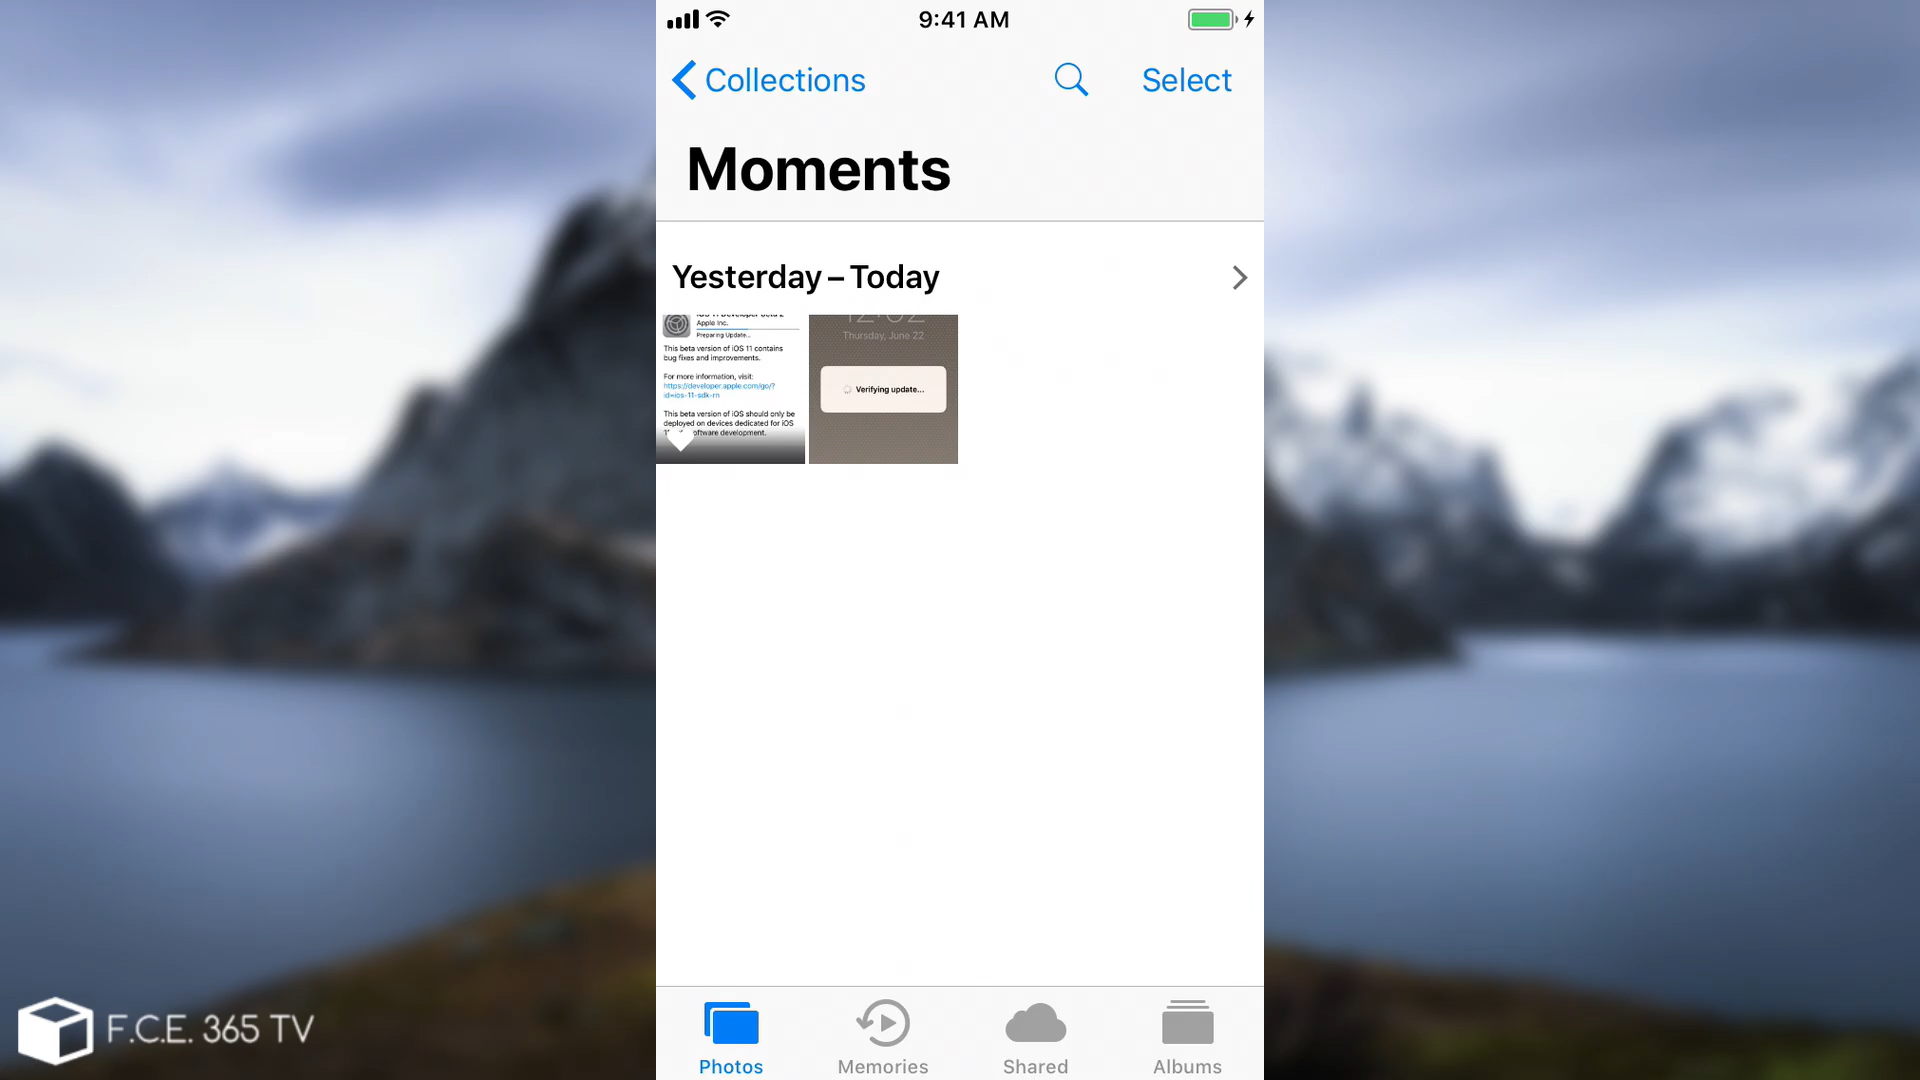 9:41 AM
Collections
Select
Moments
Yesterday – Today
Apple Inc.
Preparing Update...
This beta version of iOS 11 contains
bug fixes and improvements.
For more information, visit:
https://developer.apple.com/go/?
id=ios-11-sdk-rn
This beta version of iOS should only be
deployed on devices dedicated for iOS
software development.
Thursday, June 22
Verifying update...
Photos
Memories
Shared
Albums
F.C.E. 365 TV